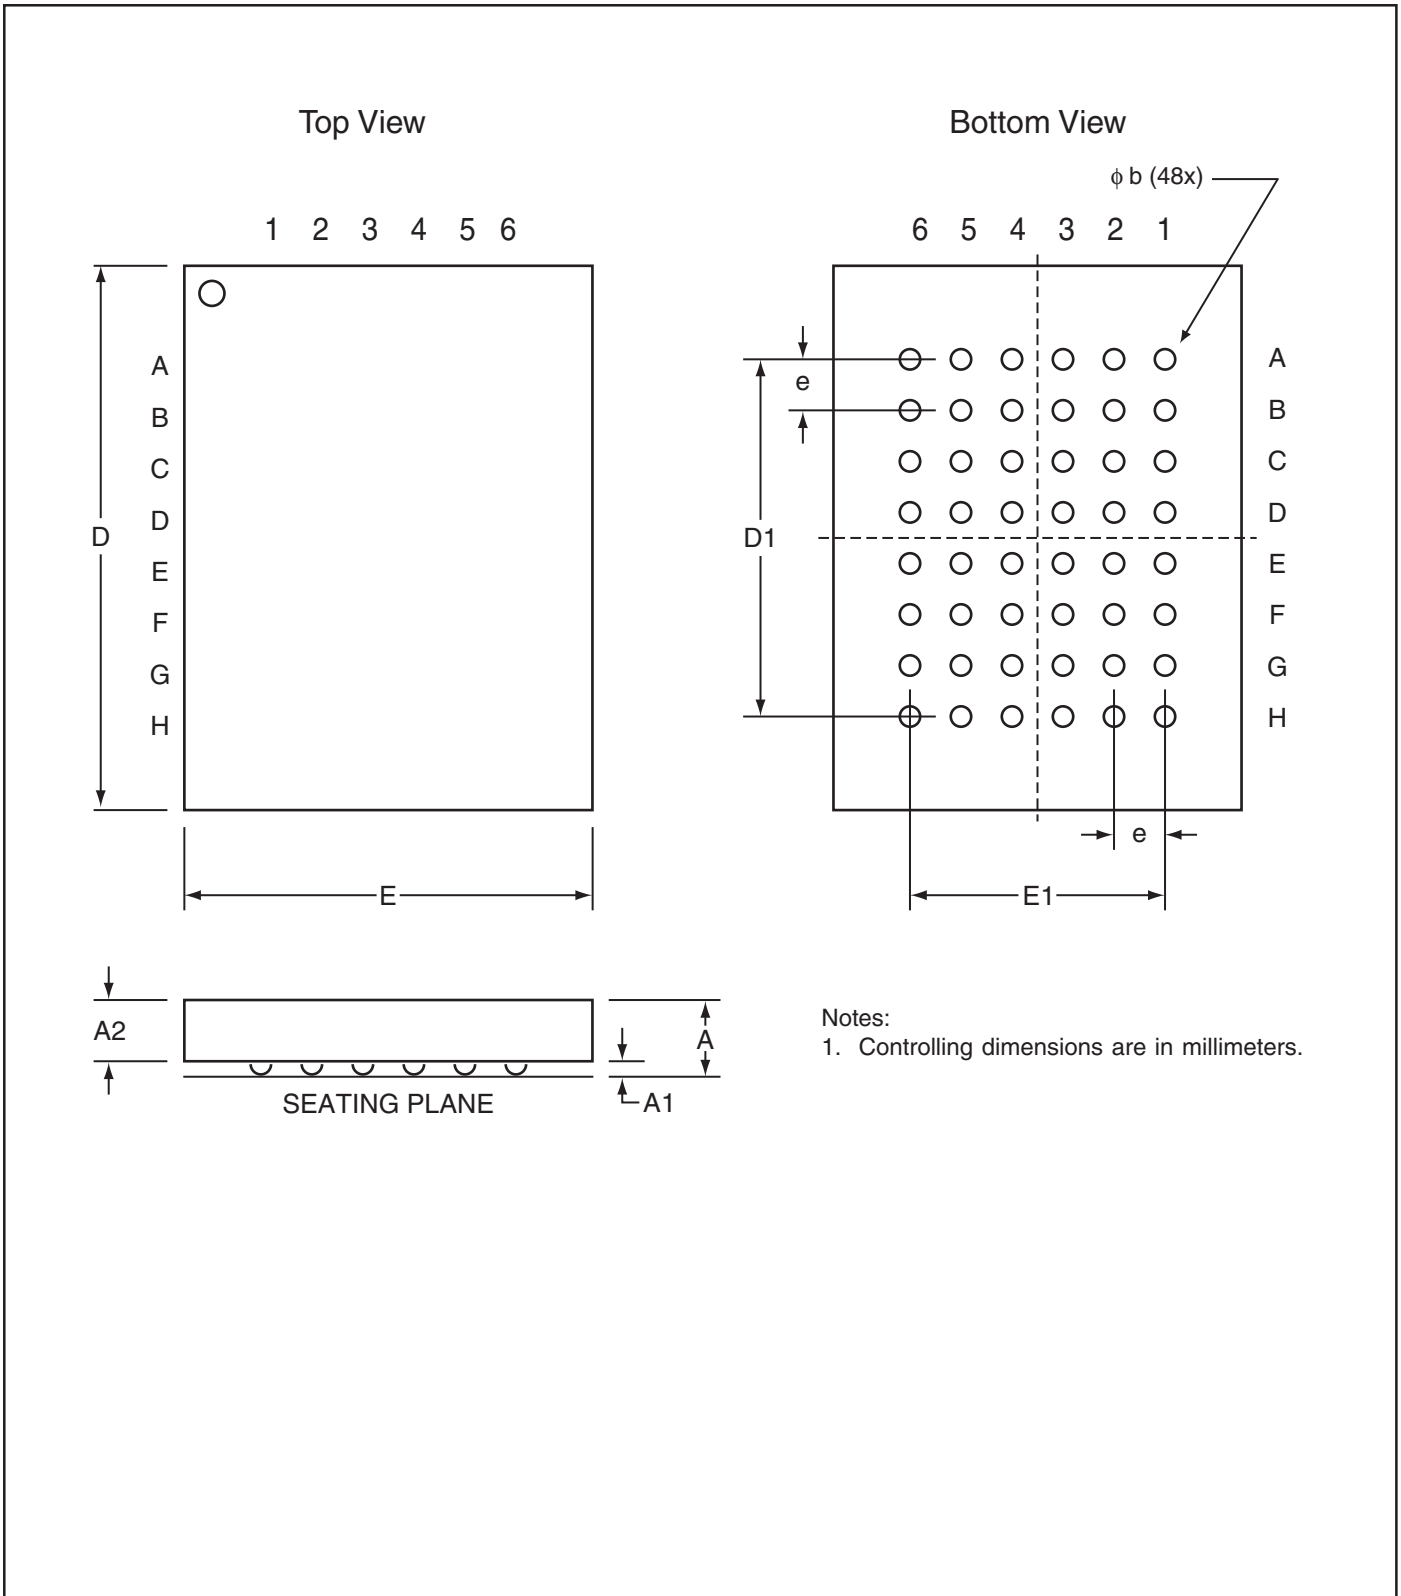 Top View
Bottom View
ϕ b (48x)
1 2 3 4 5 6
6 5 4 3 2 1
A
B
C
D
E
F
G
H
D
E
e
D1
A
B
C
D
E
F
G
H
e
E1
A2
A
A1
SEATING PLANE
Notes:
1. Controlling dimensions are in millimeters.